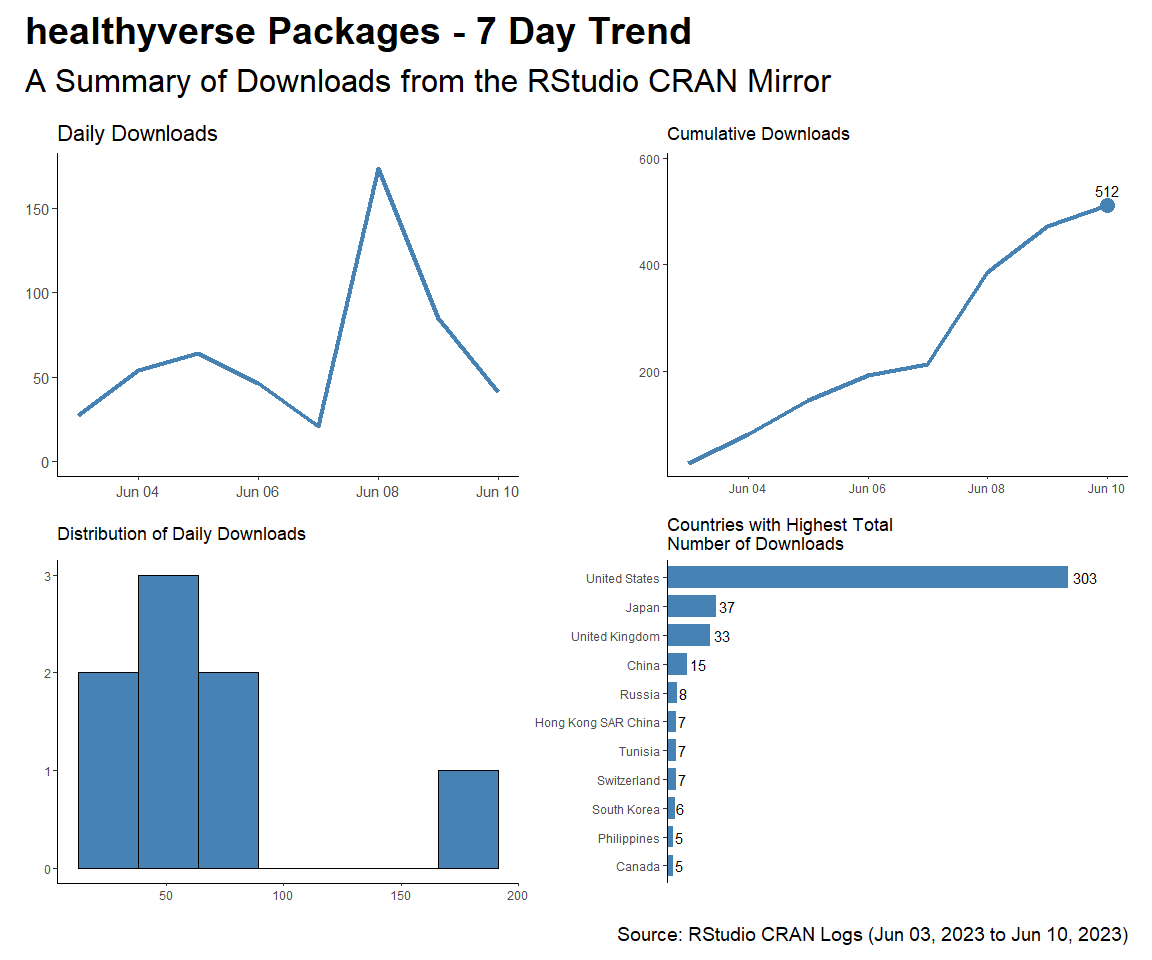 healthyverse Packages - 7 Day Trend
A Summary of Downloads from the RStudio CRAN Mirror
Daily Downloads
150
100
50
0
Jun 04 Jun 06 Jun 08 Jun 10
Cumulative Downloads
600
400
200
512
Jun 04 Jun 06 Jun 08 Jun 10
Distribution of Daily Downloads
3
2
1
0
50 100 150 200
Countries with Highest Total
Number of Downloads
United States 303
Japan 37
United Kingdom 33
China 15
Russia 8
Hong Kong SAR China 7
Tunisia 7
Switzerland 7
South Korea 6
Philippines 5
Canada 5
Source: RStudio CRAN Logs (Jun 03, 2023 to Jun 10, 2023)